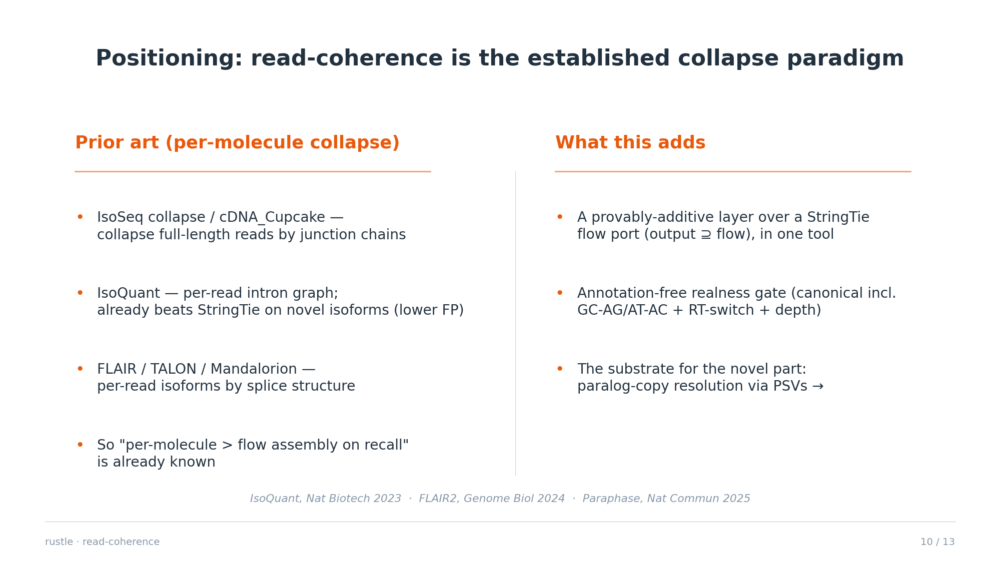 Positioning: read-coherence is the established collapse paradigm
Prior art (per-molecule collapse)
• IsoSeq collapse / cDNA_Cupcake —
collapse full-length reads by junction chains
• IsoQuant — per-read intron graph;
already beats StringTie on novel isoforms (lower FP)
• FLAIR / TALON / Mandalorion —
per-read isoforms by splice structure
• So "per-molecule > flow assembly on recall"
is already known
What this adds
• A provably-additive layer over a StringTie
flow port (output ⊇ flow), in one tool
• Annotation-free realness gate (canonical incl.
GC-AG/AT-AC + RT-switch + depth)
• The substrate for the novel part:
paralog-copy resolution via PSVs →
IsoQuant, Nat Biotech 2023 · FLAIR2, Genome Biol 2024 · Paraphase, Nat Commun 2025
rustle · read-coherence
10 / 13